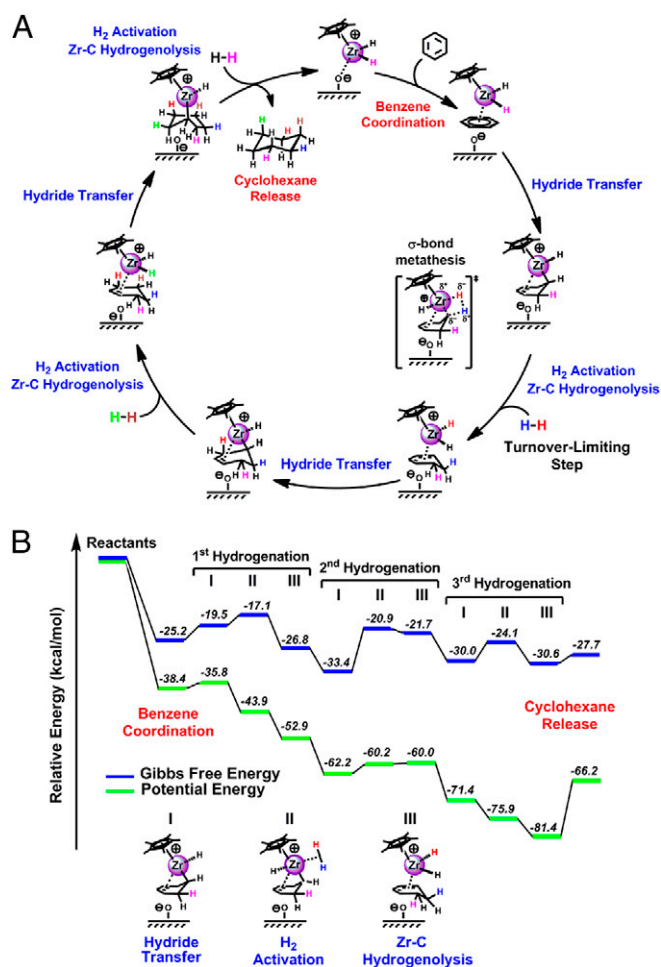 A
H₂ Activation
Zr-C Hydrogenolysis
H-H
Cyclohexane
Release
Benzene
Coordination
Hydride Transfer
Hydride Transfer
σ-bond
metathesis
H₂ Activation
Zr-C Hydrogenolysis
H-H
Turnover-Limiting
Step
H₂ Activation
Zr-C Hydrogenolysis
H-H
Hydride Transfer
B
Relative Energy (kcal/mol)
Reactants
1st Hydrogenation
I II III
2nd Hydrogenation
I II III
3rd Hydrogenation
I II III
-25.2 -19.5 -17.1 -26.8 -33.4 -20.9 -21.7 -30.0 -24.1 -30.6 -27.7
-38.4 -35.8 -43.9 -52.9 -62.2 -60.2 -60.0 -71.4 -75.9 -81.4 -66.2
Benzene
Coordination
Cyclohexane
Release
Gibbs Free Energy
Potential Energy
I II III
Hydride
Transfer
H₂
Activation
Zr-C
Hydrogenolysis